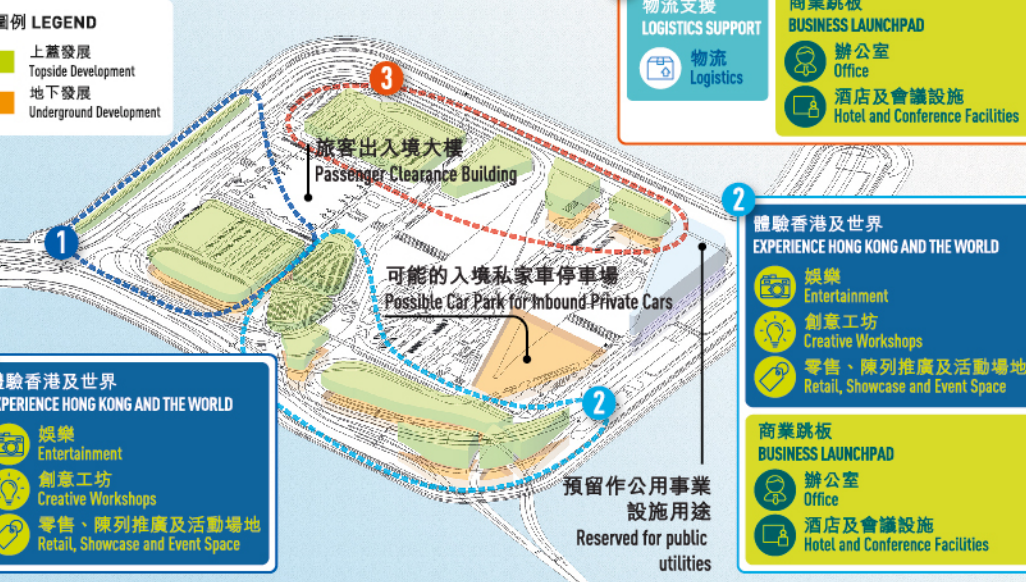 圖例 LEGEND
上蓋發展
Topside Development
地下發展
Underground Development
物流支援
LOGISTICS SUPPORT
物流
Logistics
商業跳板
BUSINESS LAUNCHPAD
辦公室
Office
酒店及會議設施
Hotel and Conference Facilities
3
旅客出入境大樓
Passenger Clearance Building
1
2
可能的入境私家車停車場
Possible Car Park for Inbound Private Cars
體驗香港及世界
EXPERIENCE HONG KONG AND THE WORLD
娛樂
Entertainment
創意工坊
Creative Workshops
零售、陳列推廣及活動場地
Retail, Showcase and Event Space
商業跳板
BUSINESS LAUNCHPAD
辦公室
Office
酒店及會議設施
Hotel and Conference Facilities
2
預留作公用事業
設施用途
Reserved for public
utilities
驗香港及世界
XPERIENCE HONG KONG AND THE WORLD
娛樂
Entertainment
創意工坊
Creative Workshops
零售、陳列推廣及活動場地
Retail, Showcase and Event Space